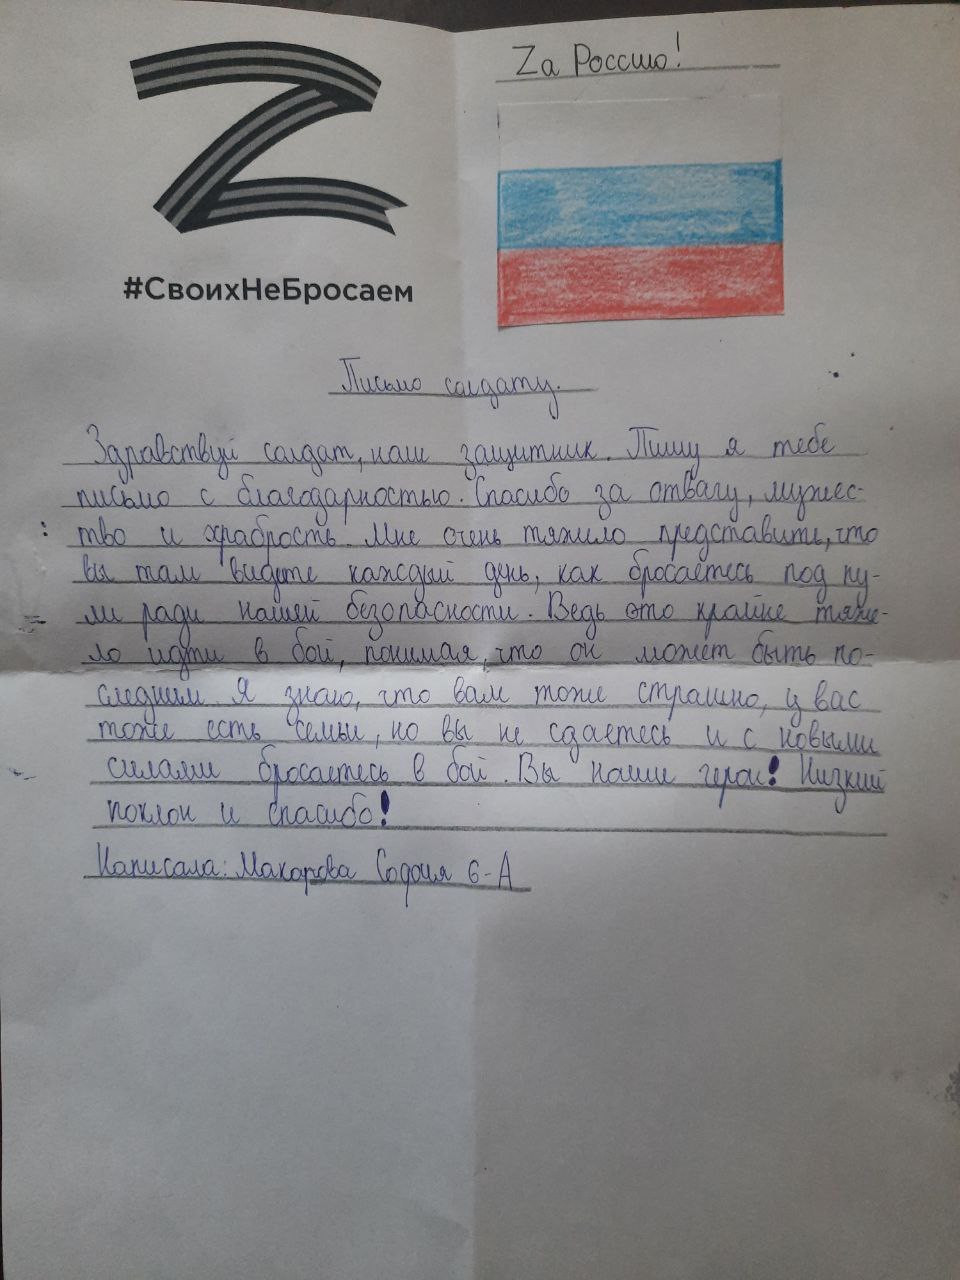 Zа Россию!
#СвоихНеБросаем
Письмо солдату.
Здравствуй солдат, наш защитник. Пишу я тебе
письмо с благодарностью. Спасибо за отвагу, мужес-
тво и храбрость. Мне очень тяжило представить, что
вы там видете каждый день, как бросаетесь под пу-
ли ради нашей безопасности. Ведь это крайне тяже-
ло идти в бой, понимая, что он может быть по-
следним. Я знаю, что вам тоже страшно, у вас
тоже есть семьи, но вы не сдаетесь и с новыми
силами бросаетесь в бой. Вы наши герои! Низкий
поклон и спасибо!
Написала: Макарова София 6-А